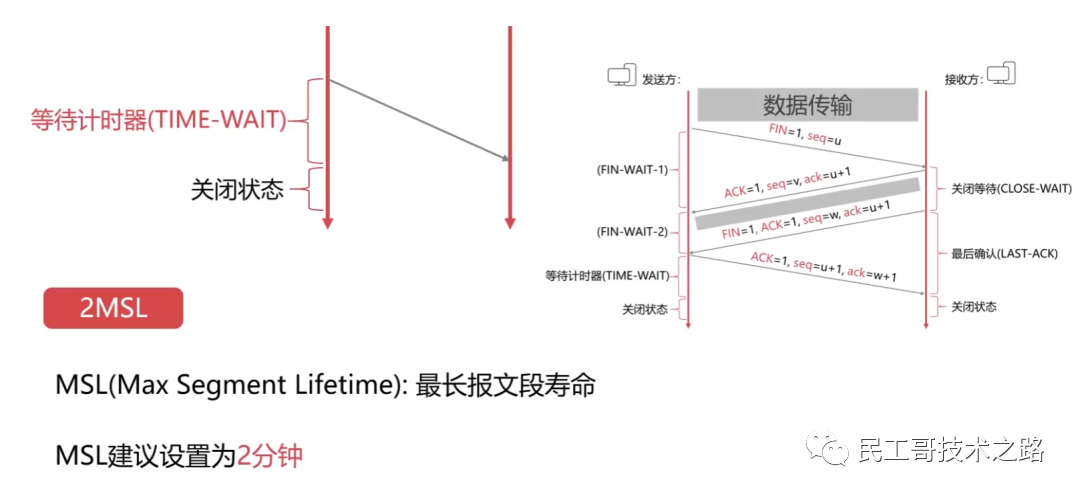 等待计时器(TIME-WAIT)
关闭状态
2MSL
MSL(Max Segment Lifetime): 最长报文段寿命
MSL建议设置为2分钟
发送方:
接收方:
数据传输
FIN=1, seq=u
(FIN-WAIT-1)
ACK=1, seq=v, ack=u+1
关闭等待(CLOSE-WAIT)
(FIN-WAIT-2)
FIN=1, ACK=1, seq=w, ack=u+1
最后确认(LAST-ACK)
ACK=1, seq=u+1, ack=w+1
等待计时器(TIME-WAIT)
关闭状态
关闭状态
民工哥技术之路